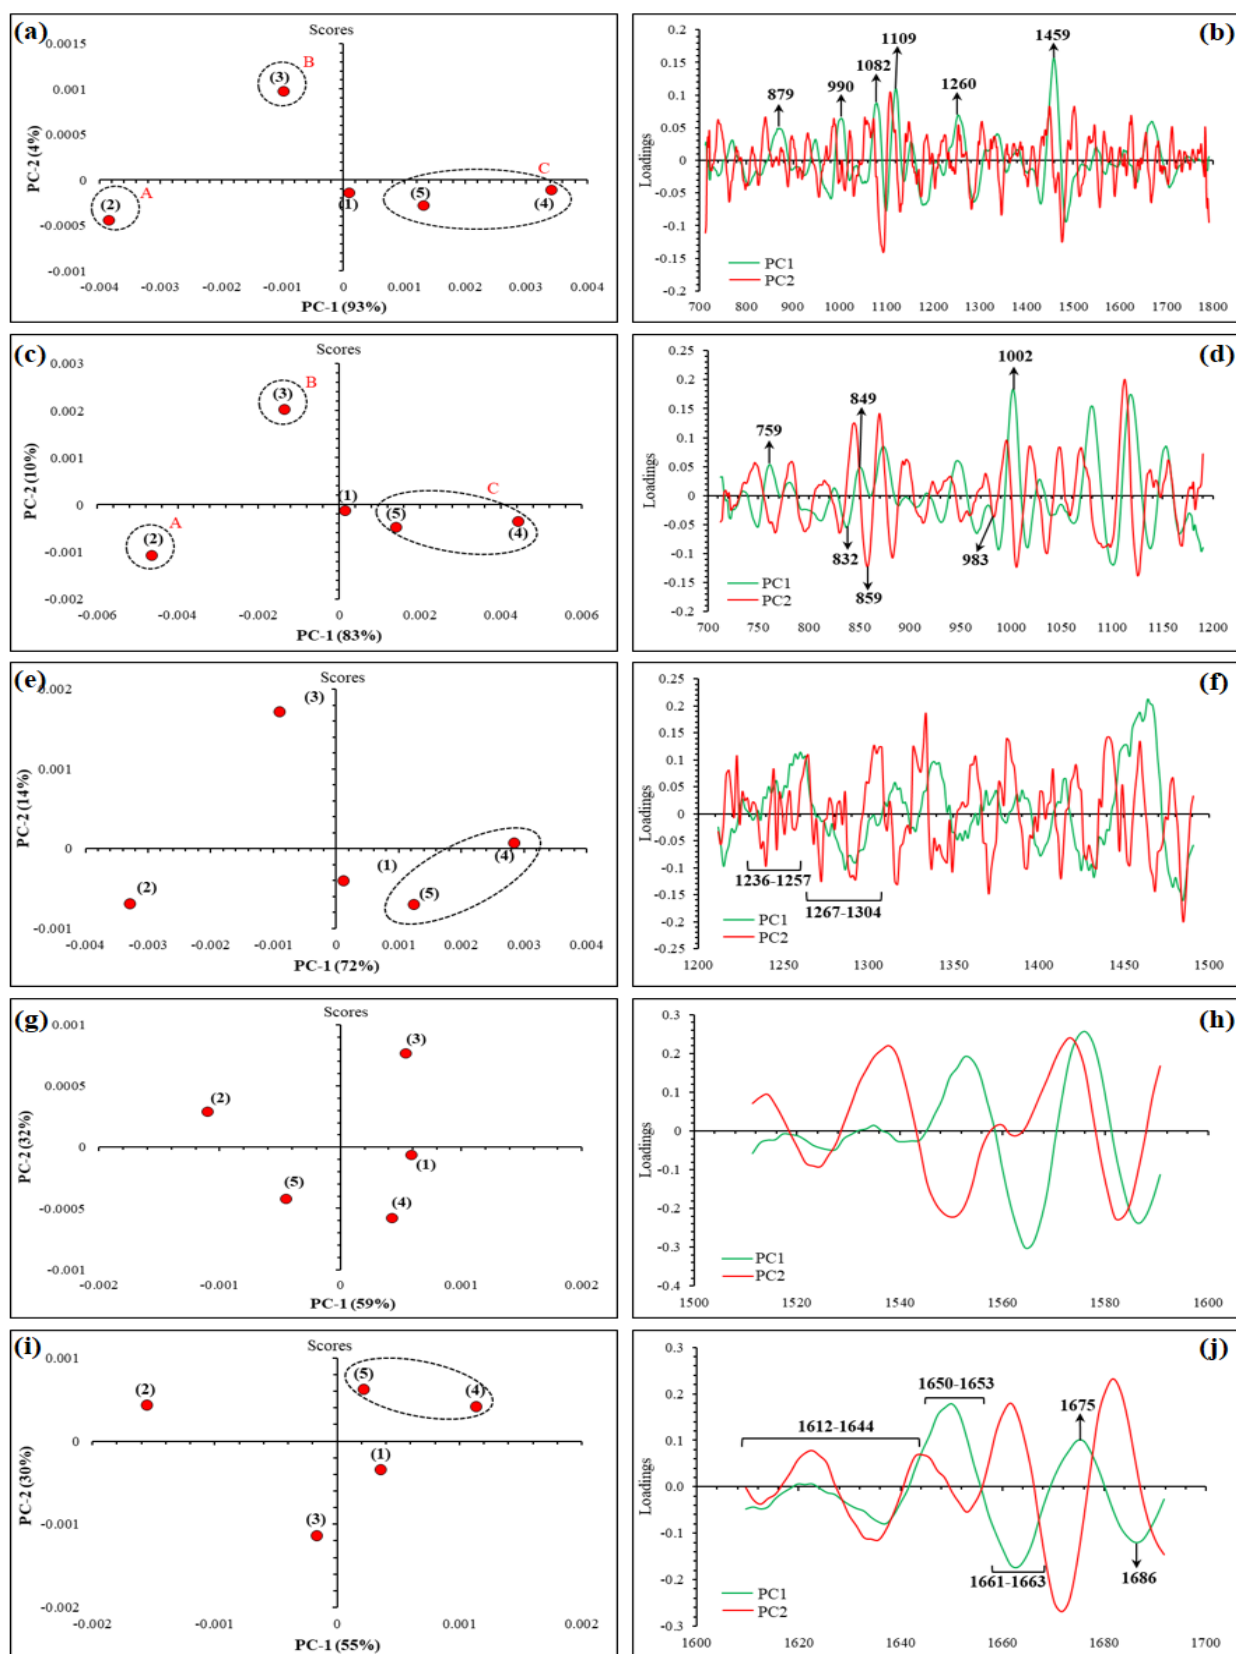 (a)
Scores
0.0015
0.001
0.0005
0
-0.0005
-0.001
PC-2 (4%)
B
(3)
A
(2)
C
(1)
(5)
(4)
-0.004 -0.003 -0.002 -0.001 0 0.001 0.002 0.003 0.004
PC-1 (93%)
(b)
Loadings
0.2
0.15
0.1
0.05
0
-0.05
-0.1
-0.15
-0.2
879
990
1082
1109
1260
1459
PC1
PC2
700 800 900 1000 1100 1200 1300 1400 1500 1600 1700 1800
(c)
Scores
0.003
0.002
0.001
0
-0.001
-0.002
PC-2 (10%)
B
(3)
A
(2)
C
(1)
(5)
(4)
-0.006 -0.004 -0.002 0 0.002 0.004 0.006
PC-1 (83%)
(d)
Loadings
0.25
0.2
0.15
0.1
0.05
0
-0.05
-0.1
-0.15
-0.2
759
849
1002
832
859
983
PC1
PC2
700 750 800 850 900 950 1000 1050 1100 1150 1200
(e)
Scores
0.002
0.001
0
-0.001
PC-2 (14%)
(3)
(2)
(1)
(5)
(4)
-0.004 -0.003 -0.002 -0.001 0 0.001 0.002 0.003 0.004
PC-1 (72%)
(f)
Loadings
0.25
0.2
0.15
0.1
0.05
0
-0.05
-0.1
-0.15
-0.2
-0.25
1236-1257
1267-1304
PC1
PC2
1200 1250 1300 1350 1400 1450 1500
(g)
Scores
0.001
0.0005
0
-0.0005
-0.001
PC-2 (32%)
(3)
(2)
(1)
(5)
(4)
-0.002 -0.001 0 0.001 0.002
PC-1 (59%)
(h)
Loadings
0.3
0.2
0.1
0
-0.1
-0.2
-0.3
-0.4
PC1
PC2
1500 1520 1540 1560 1580 1600
(i)
Scores
0.001
0
-0.001
-0.002
PC-2 (30%)
(5)
(2)
(4)
(1)
(3)
-0.002 -0.001 0 0.001 0.002
PC-1 (55%)
(j)
Loadings
0.3
0.2
0.1
0.0
-0.1
-0.2
-0.3
1650-1653
1675
1612-1644
1661-1663
1686
PC1
PC2
1600 1620 1640 1660 1680 1700